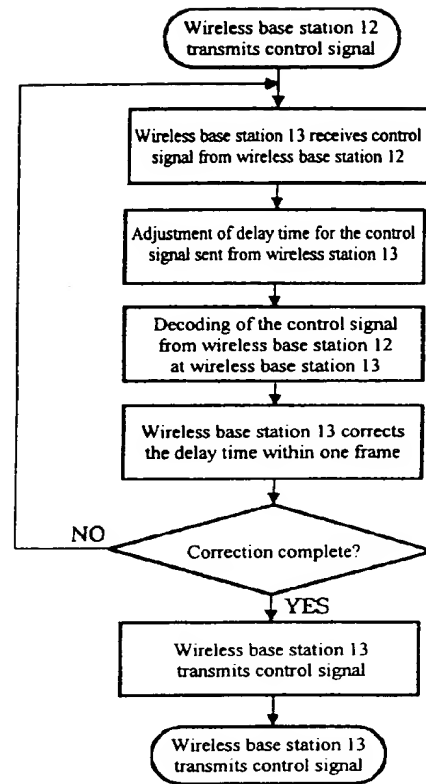 Wireless base station 12
transmits control signal
Wireless base station 13 receives control
signal from wireless base station 12
Adjustment of delay time for the control
signal sent from wireless station 13
Decoding of the control signal
from wireless base station 12
at wireless base station 13
Wireless base station 13 corrects
the delay time within one frame
NO
Correction complete?
YES
Wireless base station 13
transmits control signal
Wireless base station 13
transmits control signal